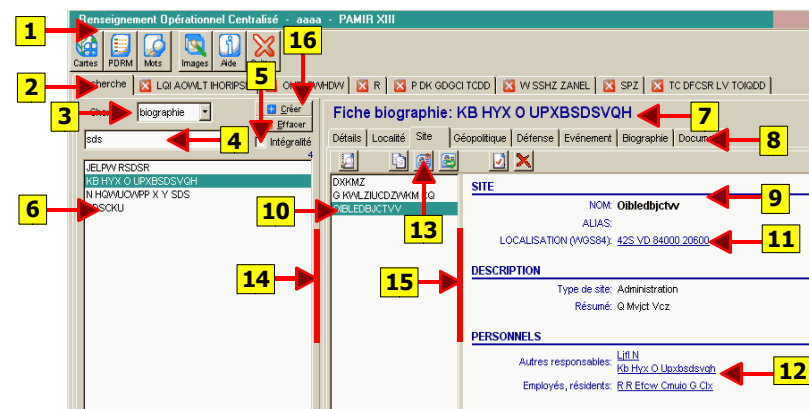 Renseignement Opérationnel Centralisé - aaaa - PAMIR XIII
1
Cartes PDRM Mots Images Aide
5 16
2 LQI AOWLT IHORIPS R P DK GDGCI TCDD W SSHZ ZANEL SPZ TC DFCSR LV TOIQDD
3 biographie Créer
Effacer
Fiche biographie: KB HYX O UPXBSDSVQH 7
sds 4 Intégralité
4
Détails Localité Site Géopolitique Défense Evénement Biographie 8
JELPW RSDSR
KB HYX O UPXBSDSVQH
N HQWUCWPP X Y SDS
6
DXKMZ
10
13
SITE
NOM: Oibledbjctvv 9
ALIAS:
LOCALISATION (WGS84): 42S VD 84000 20600 11
14 15
DESCRIPTION
Type de site: Administration
Résumé: Q Mvjct Vcz
PERSONNELS
Autres responsables: Ljfl N
Kb Hyx O Upxbsdsvqh 12
Employés, résidents: R R Efcw Cmuio G Clx